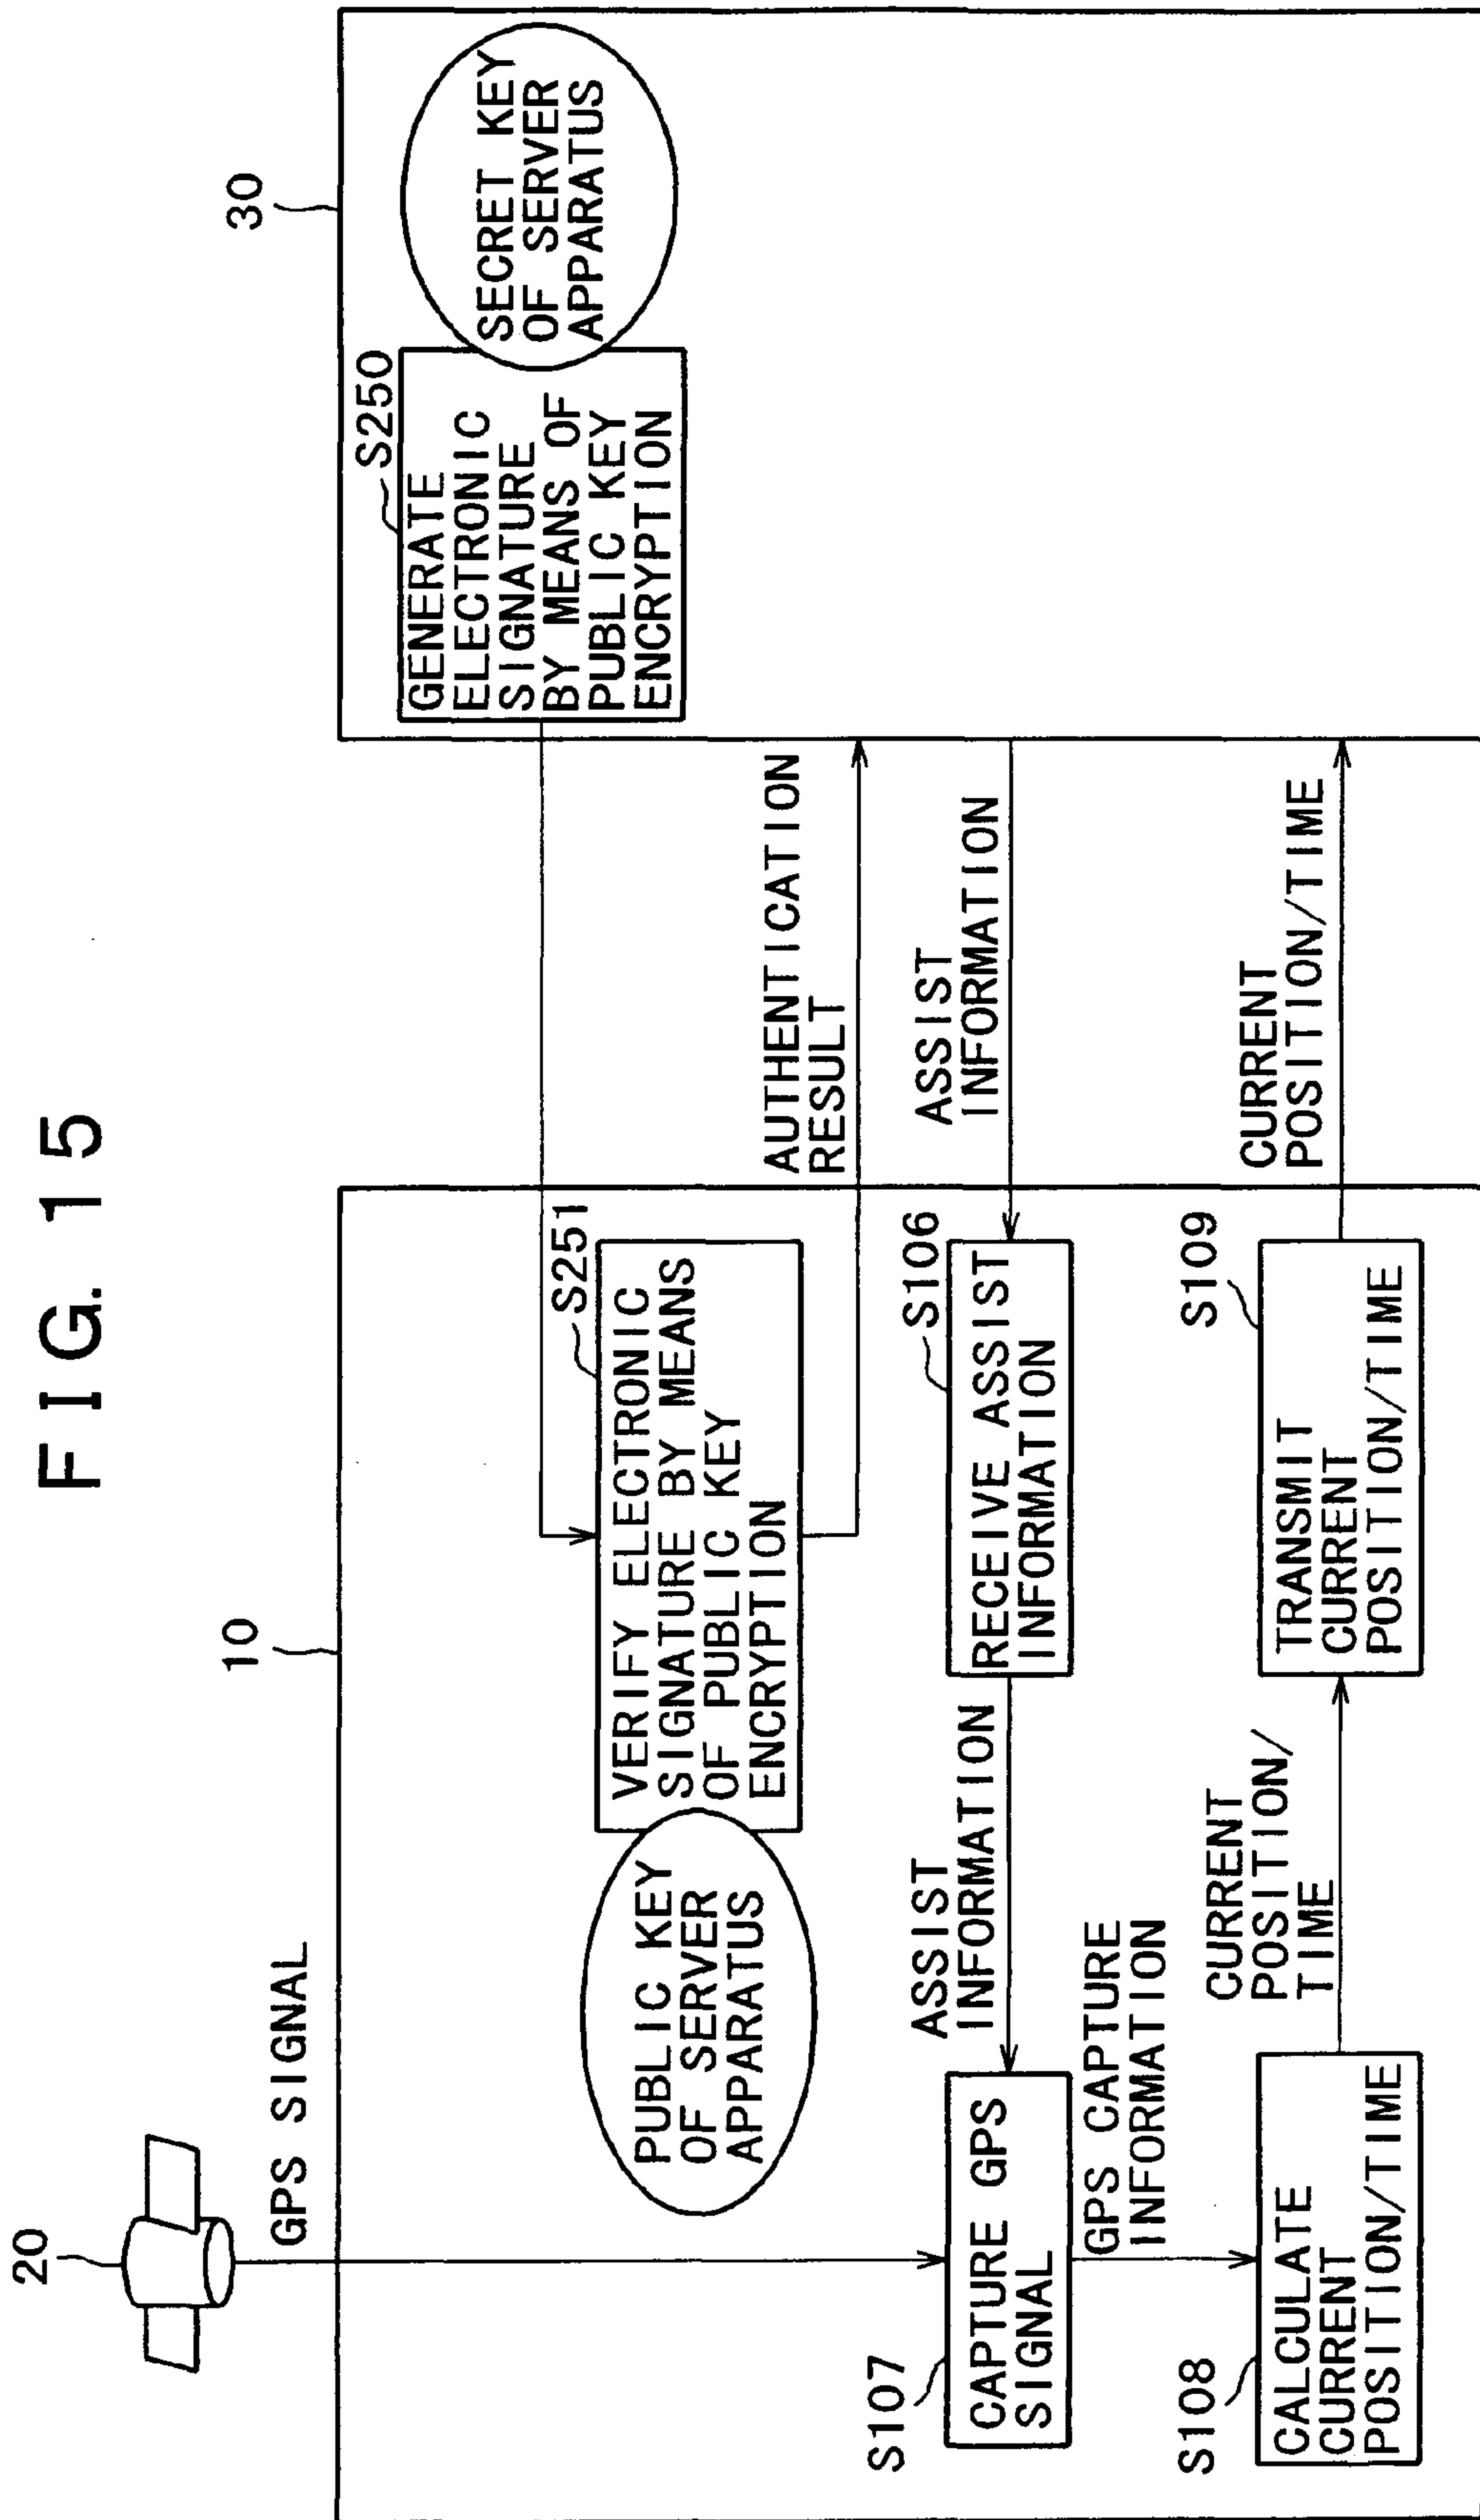 FIG. 15
20
GPS SIGNAL
10
30
S250
GENERATE
ELECTRONIC
SIGNATURE
BY MEANS OF
PUBLIC KEY
ENCRYPTION
SECRET KEY
OF SERVER
APPARATUS
S251
VERIFY ELECTRONIC
SIGNATURE BY MEANS
OF PUBLIC KEY
ENCRYPTION
PUBLIC KEY
OF SERVER
APPARATUS
AUTHENTICATION
RESULT
S107
CAPTURE GPS
SIGNAL
ASSIST
INFORMATION
S106
RECEIVE ASSIST
INFORMATION
ASSIST
INFORMATION
GPS CAPTURE
INFORMATION
S108
CALCULATE
CURRENT
POSITION/TIME
CURRENT
POSITION/
TIME
S109
TRANSMIT
CURRENT
POSITION/TIME
CURRENT
POSITION/TIME